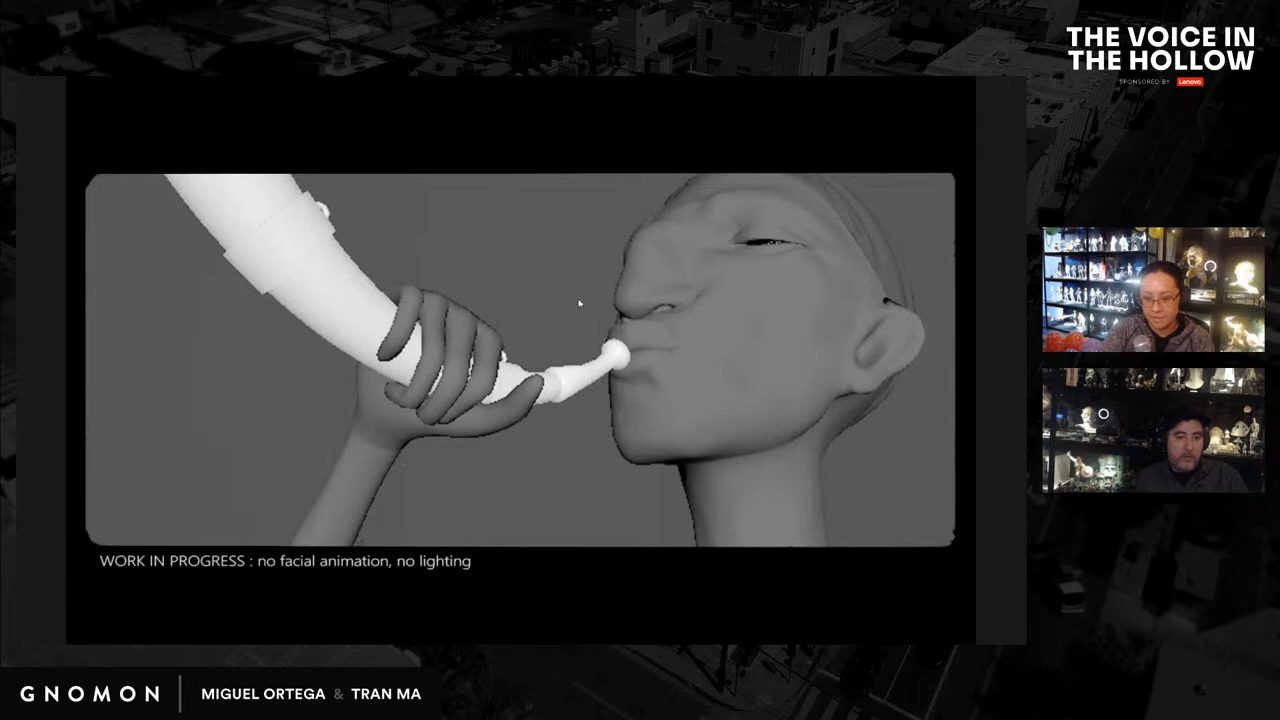 THE VOICE IN
THE HOLLOW
SPONSORED BY Lenovo
WORK IN PROGRESS : no facial animation, no lighting
GNOMON MIGUEL ORTEGA & TRAN MA